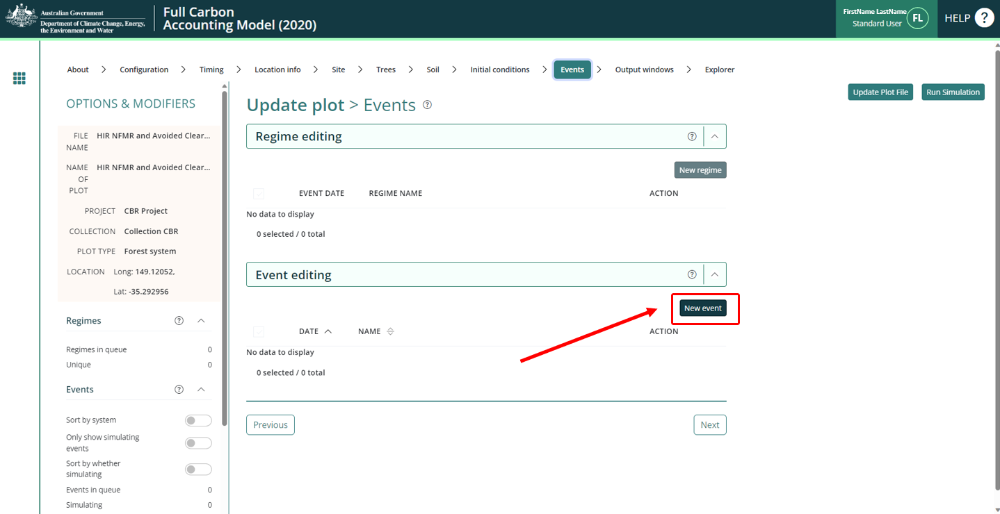 Australian Government
Department of Climate Change, Energy,
the Environment and Water
Full Carbon
Accounting Model (2020)
FirstName LastName
Standard User
FL
HELP ?
About > Configuration > Timing > Location info > Site > Trees > Soil > Initial conditions > Events > Output windows > Explorer
Update Plot File
Run Simulation
OPTIONS & MODIFIERS
FILE NAME HIR NFMR and Avoided Clear...
NAME OF PLOT HIR NFMR and Avoided Clear...
PROJECT CBR Project
COLLECTION Collection CBR
PLOT TYPE Forest system
LOCATION Long: 149.12052,
Lat: -35.292956
Regimes ?
Regimes in queue 0
Unique 0
Events ?
Sort by system
Only show simulating
events
Sort by whether
simulating
Events in queue 0
Simulating 0
Update plot > Events ?
Regime editing ?
New regime
EVENT DATE REGIME NAME ACTION
No data to display
0 selected / 0 total
Event editing ?
New event
DATE NAME ACTION
No data to display
0 selected / 0 total
Previous
Next